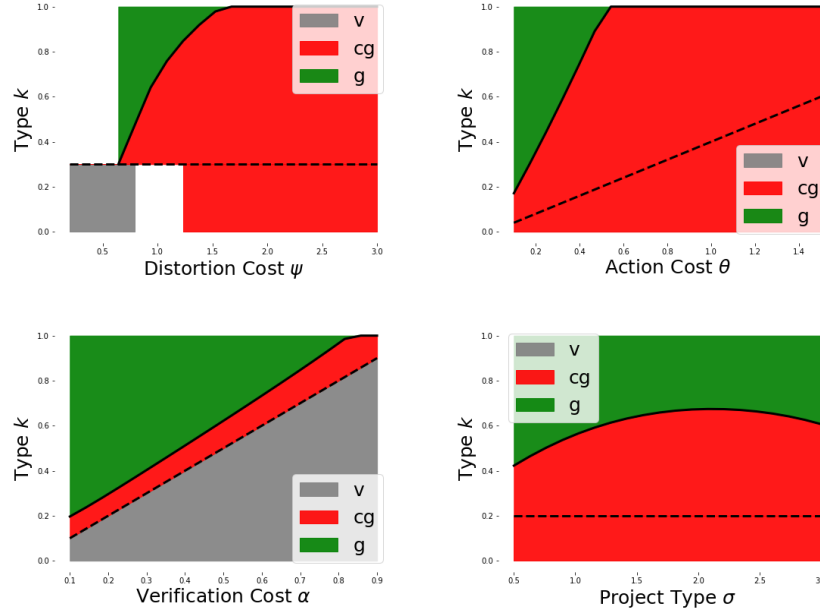 1.0
0.8
0.6
0.4
0.2
0.0
Type k
0.5 1.0 1.5 2.0 2.5 3.0
Distortion Cost ψ
v
cg
g
1.0
0.8
0.6
0.4
0.2
0.0
Type k
0.2 0.4 0.6 0.8 1.0 1.2 1.4
Action Cost θ
v
cg
g
1.0
0.8
0.6
0.4
0.2
0.0
Type k
0.1 0.2 0.3 0.4 0.5 0.6 0.7 0.8 0.9
Verification Cost α
v
cg
g
1.0
0.8
0.6
0.4
0.2
0.0
Type k
0.5 1.0 1.5 2.0 2.5 3.0
Project Type σ
v
cg
g